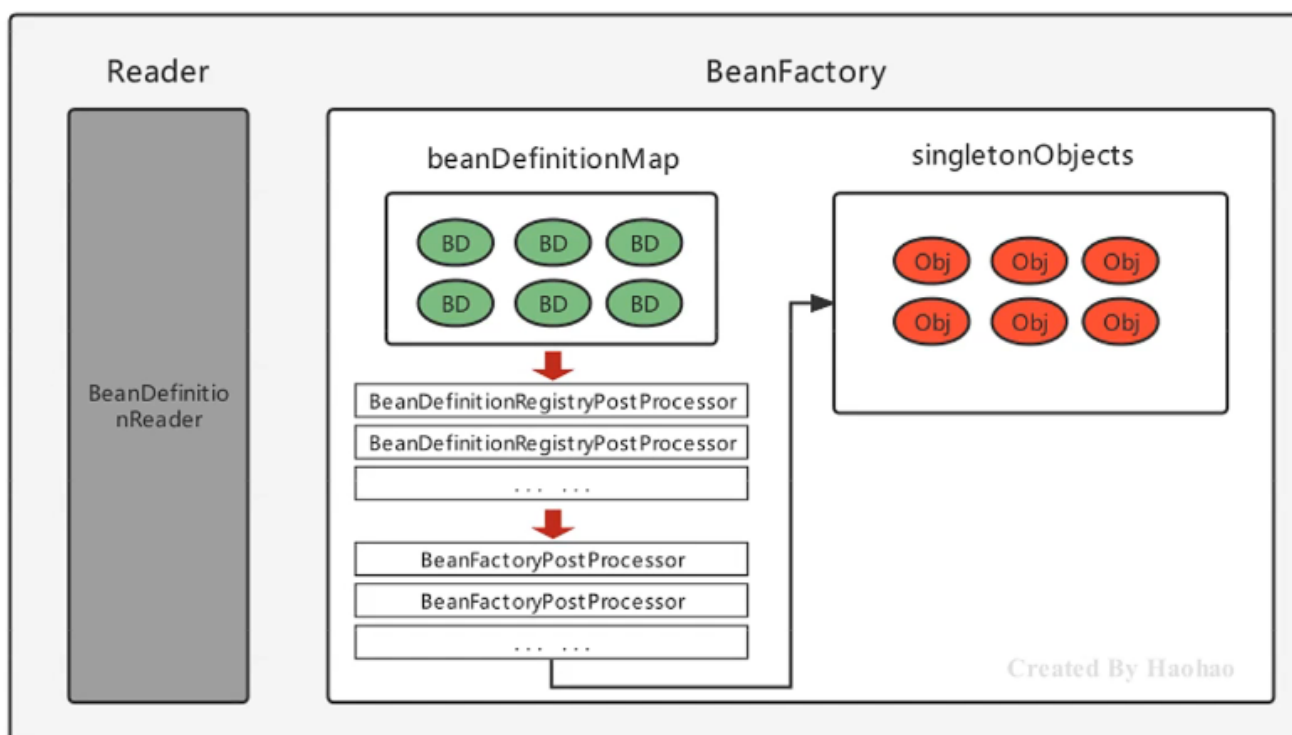 Reader
BeanFactory
BeanDefinitio
nReader
beanDefinitionMap
BD BD BD
BD BD BD
BeanDefinitionRegistryPostProcessor
BeanDefinitionRegistryPostProcessor
... ...
BeanFactoryPostProcessor
BeanFactoryPostProcessor
... ...
singletonObjects
Obj Obj Obj
Obj Obj Obj
Created By Haohao